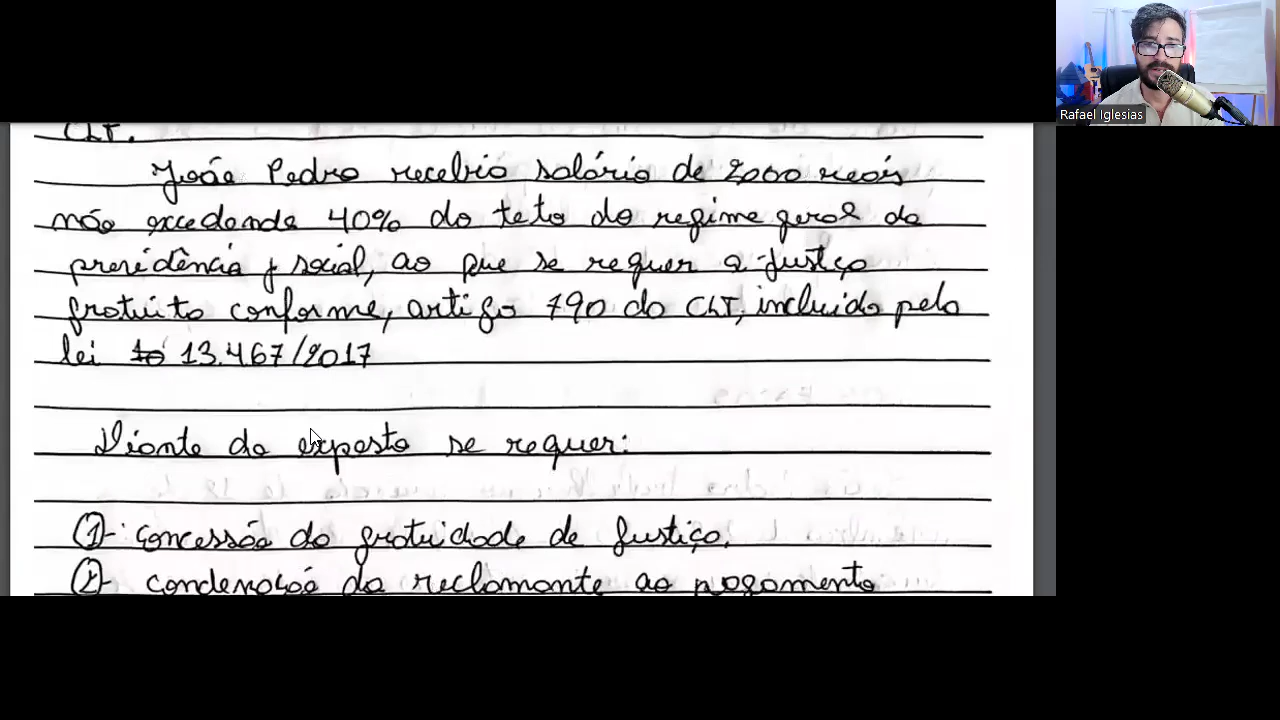 Rafael Iglesias
CLT.
João Pedro recebia salário de 2000 reais
não excedendo 40% do teto do regime geral da
previdência social, ao que se requer a justiça
gratuita conforme, artigo 790 da CLT, incluido pela
lei 13.467/2017
Diante do exposto se requer:
1- concessão da gratuidade de justiça.
2- condenação da reclamante ao pagamento